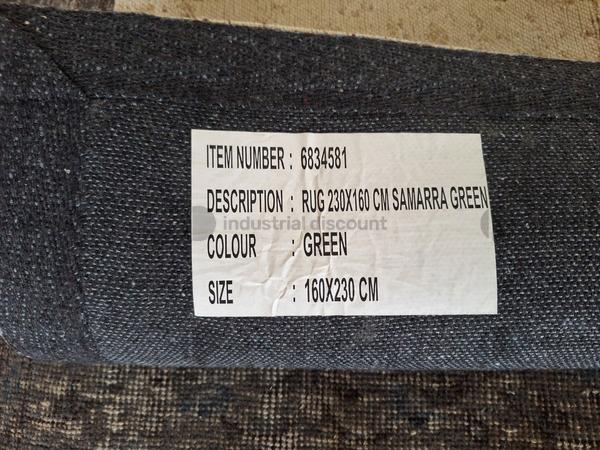 ITEM NUMBER : 6834581
DESCRIPTION : RUG 230X160 CM SAMARRA GREEN
industrial discount
COLOUR : GREEN
SIZE : 160X230 CM